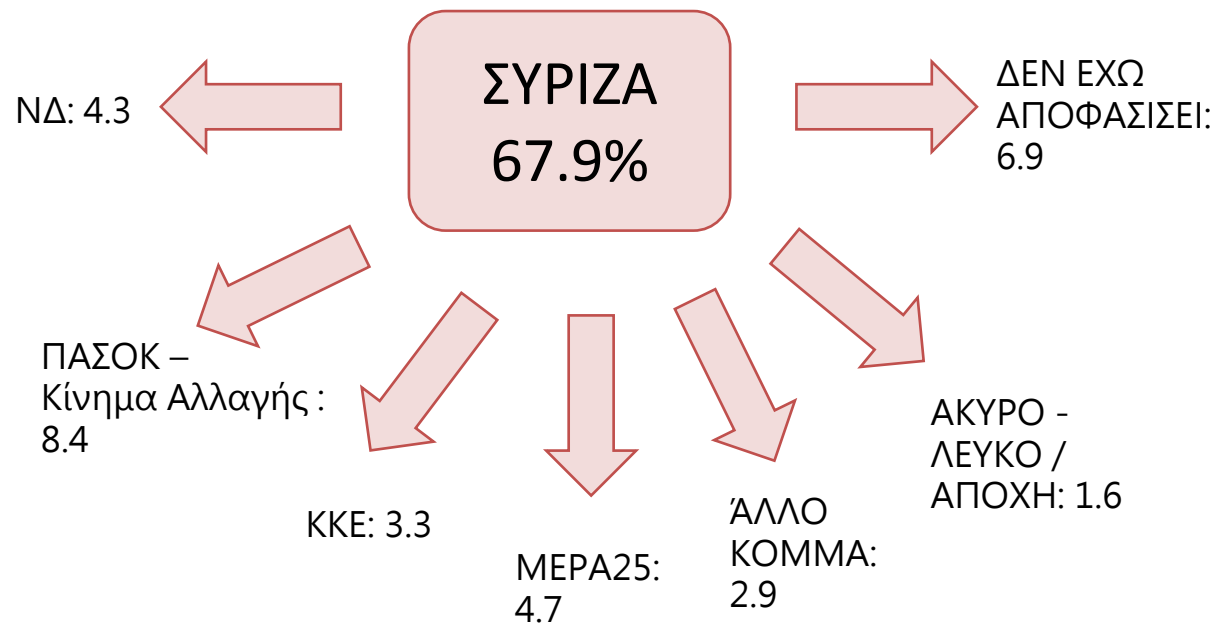 ΣΥΡΙΖΑ
67.9%
ΝΔ: 4.3
ΔΕΝ ΕΧΩ
ΑΠΟΦΑΣΙΣΕΙ:
6.9
ΠΑΣΟΚ –
Κίνημα Αλλαγής :
8.4
ΚΚΕ: 3.3
ΜΕΡΑ25:
4.7
ΆΛΛΟ
ΚΟΜΜΑ:
2.9
ΑΚΥΡΟ -
ΛΕΥΚΟ /
ΑΠΟΧΗ: 1.6